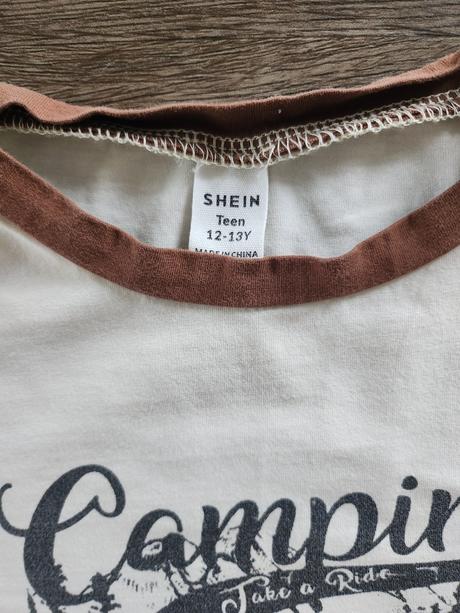 SHEIN
Teen
12-13Y
MADE IN CHINA
Campin
Take a Ride